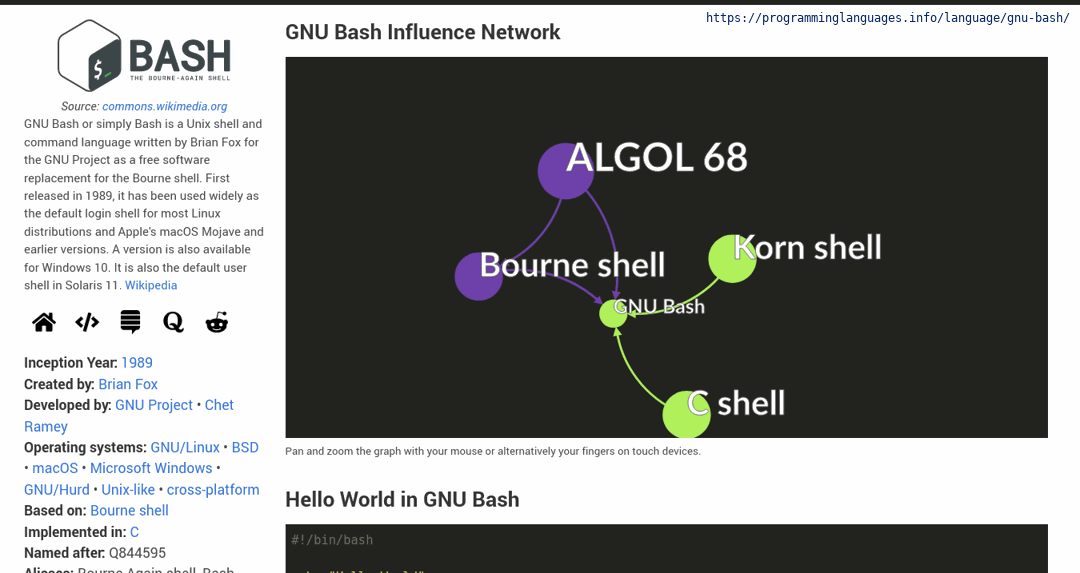 https://programminglanguages.info/language/gnu-bash/
BASH
THE BOURNE-AGAIN SHELL
Source: commons.wikimedia.org
GNU Bash or simply Bash is a Unix shell and
command language written by Brian Fox for
the GNU Project as a free software
replacement for the Bourne shell. First
released in 1989, it has been used widely as
the default login shell for most Linux
distributions and Apple's macOS Mojave and
earlier versions. A version is also available
for Windows 10. It is also the default user
shell in Solaris 11. Wikipedia
Inception Year: 1989
Created by: Brian Fox
Developed by: GNU Project • Chet
Ramey
Operating systems: GNU/Linux • BSD
• macOS • Microsoft Windows •
GNU/Hurd • Unix-like • cross-platform
Based on: Bourne shell
Implemented in: C
Named after: Q844595
Aliases: Bourne Again shell, Bash,
GNU Bash Influence Network
ALGOL 68
Korn shell
Bourne shell
GNU Bash
C shell
Pan and zoom the graph with your mouse or alternatively your fingers on touch devices.
Hello World in GNU Bash
#!/bin/bash